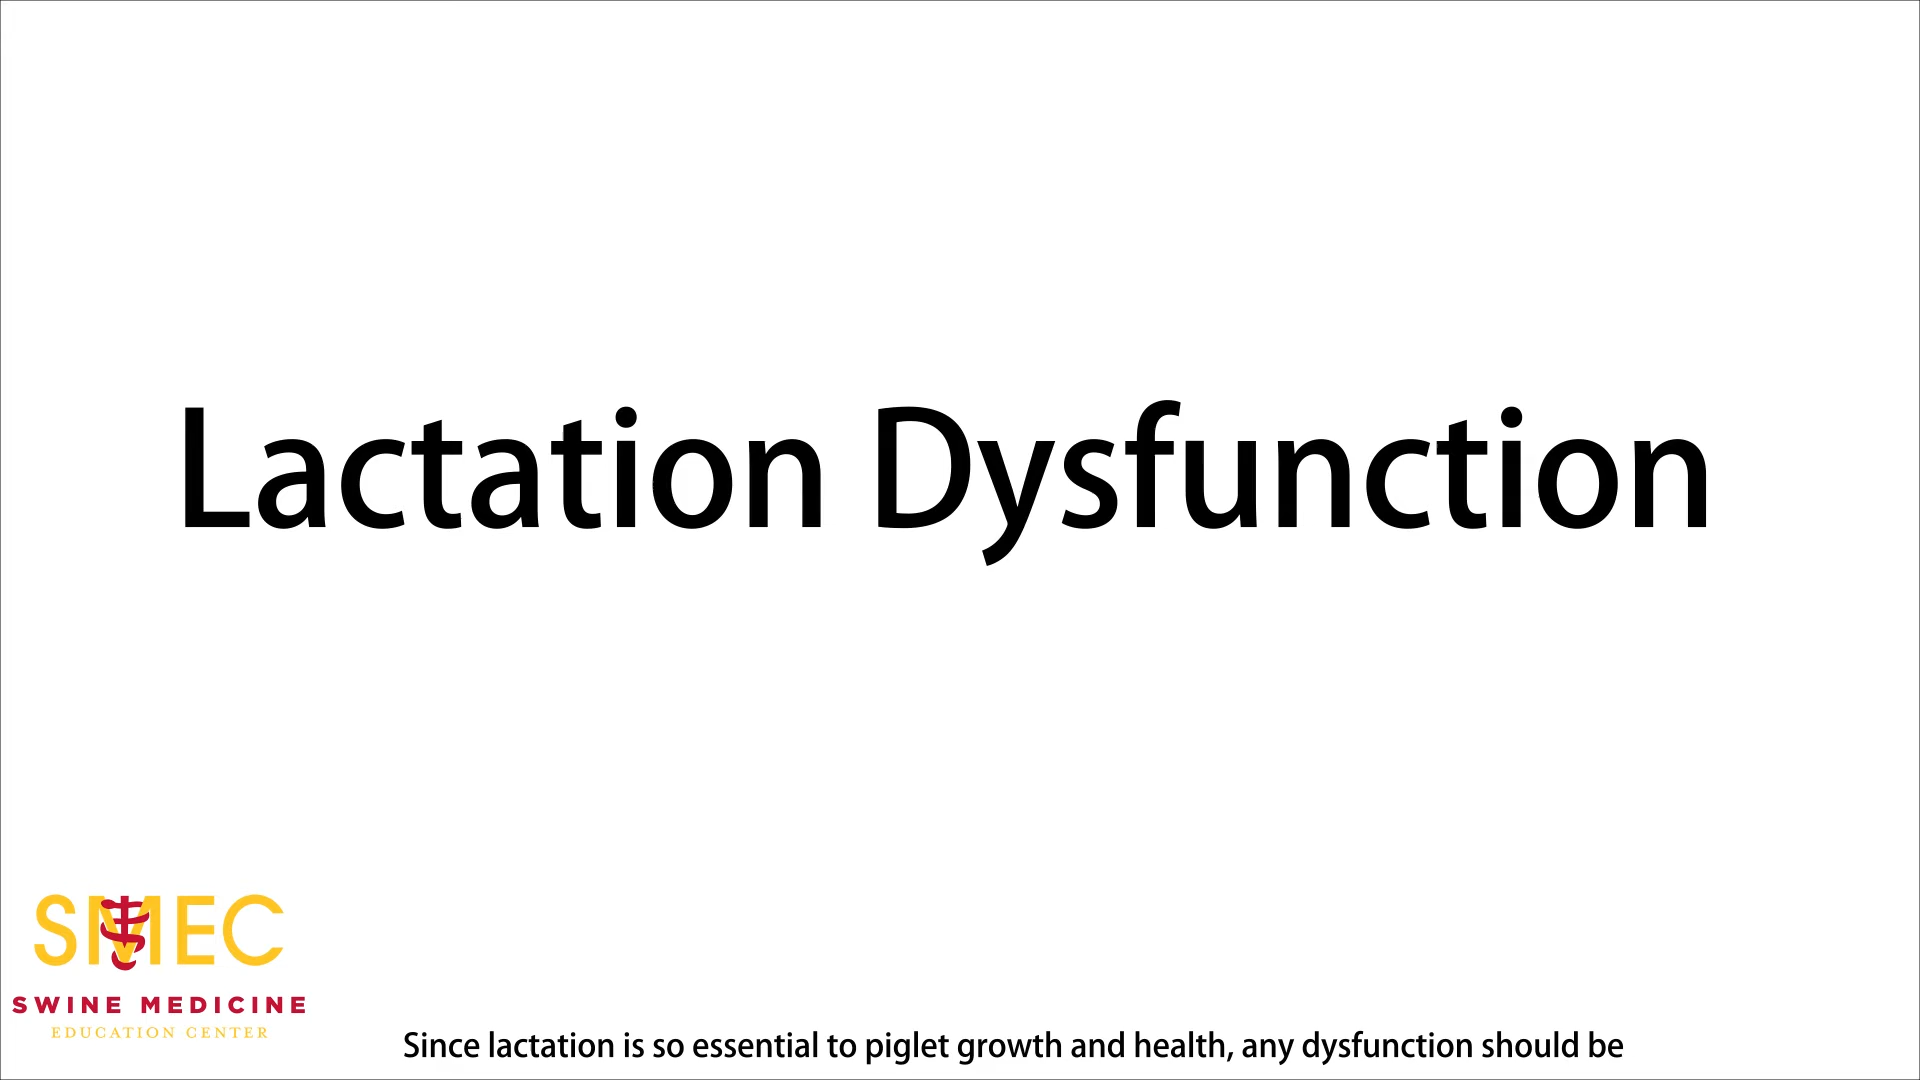 Lactation Dysfunction
SMEC
SWINE MEDICINE
EDUCATION CENTER
Since lactation is so essential to piglet growth and health, any dysfunction should be